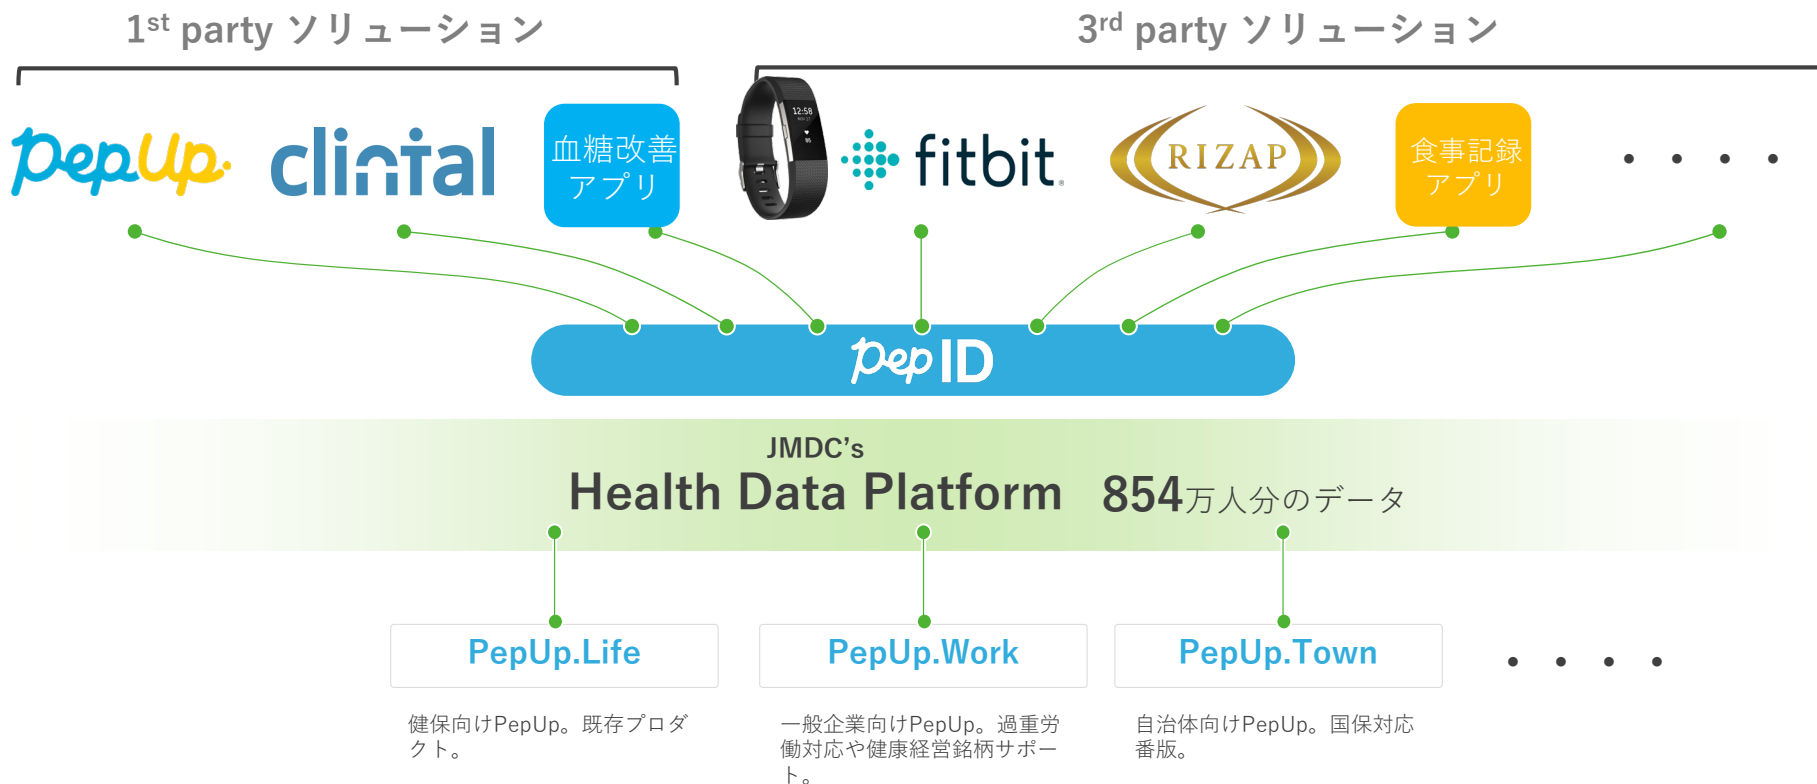 1st party ソリューション
3rd party ソリューション
PepUp.
clintal
血糖改善
アプリ
12:58
fitbit
RIZAP
食事記録
アプリ
・・・・
Pep ID
JMDC’s
Health Data Platform 854万人分のデータ
PepUp.Life
PepUp.Work
PepUp.Town
・・・・
健保向けPepUp。既存プロダ
クト。
一般企業向けPepUp。過重労
働対応や健康経営銘柄サポー
ト。
自治体向けPepUp。国保対応
番版。